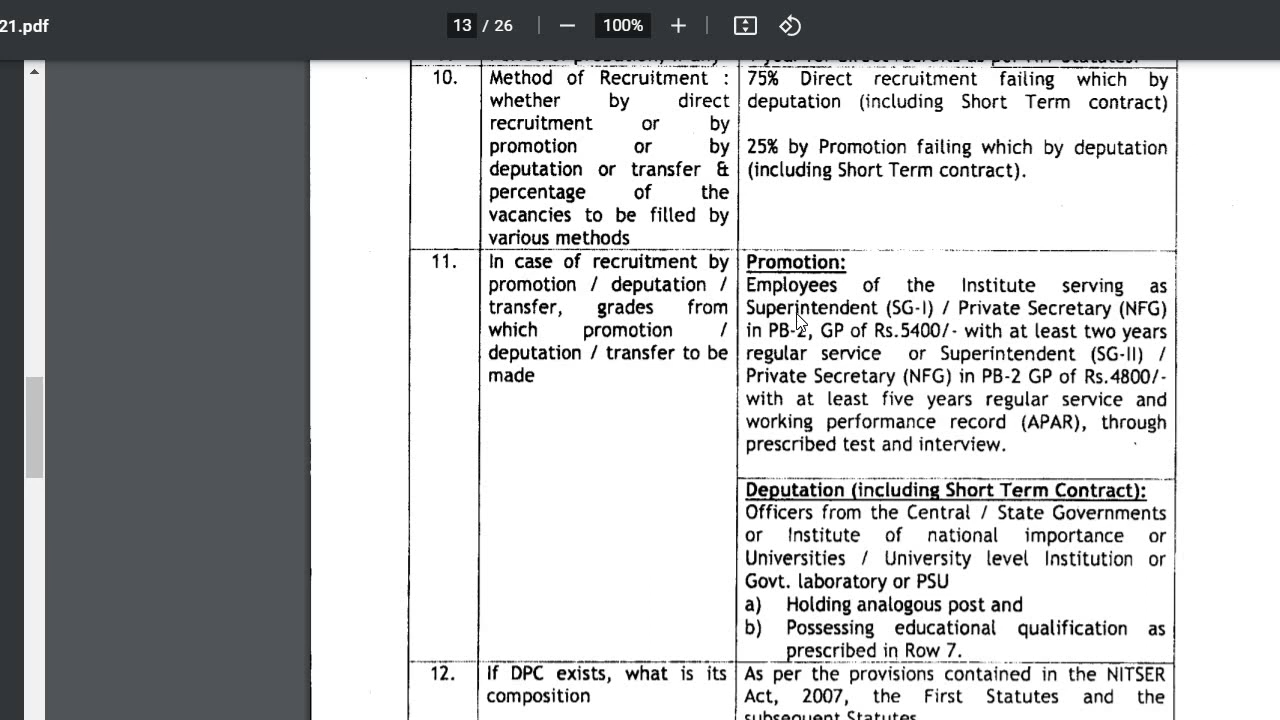 21.pdf
13 / 26
100%
10.
Method of Recruitment :
whether by direct
recruitment or by
promotion or by
deputation or transfer &
percentage of the
vacancies to be filled by
various methods
75% Direct recruitment failing which by
deputation (including Short Term contract)
25% by Promotion failing which by deputation
(including Short Term contract).
11.
In case of recruitment by
promotion / deputation /
transfer, grades from
which promotion /
deputation / transfer to be
made
Promotion:
Employees of the Institute serving as
Superintendent (SG-I) / Private Secretary (NFG)
in PB-2, GP of Rs.5400/- with at least two years
regular service or Superintendent (SG-II) /
Private Secretary (NFG) in PB-2 GP of Rs.4800/-
with at least five years regular service and
working performance record (APAR), through
prescribed test and interview.
Deputation (including Short Term Contract):
Officers from the Central / State Governments
or Institute of national importance or
Universities / University level Institution or
Govt. laboratory or PSU
a) Holding analogous post and
b) Possessing educational qualification as
prescribed in Row 7.
12.
If DPC exists, what is its
composition
As per the provisions contained in the NITSER
Act, 2007, the First Statutes and the
subsequent Statutes